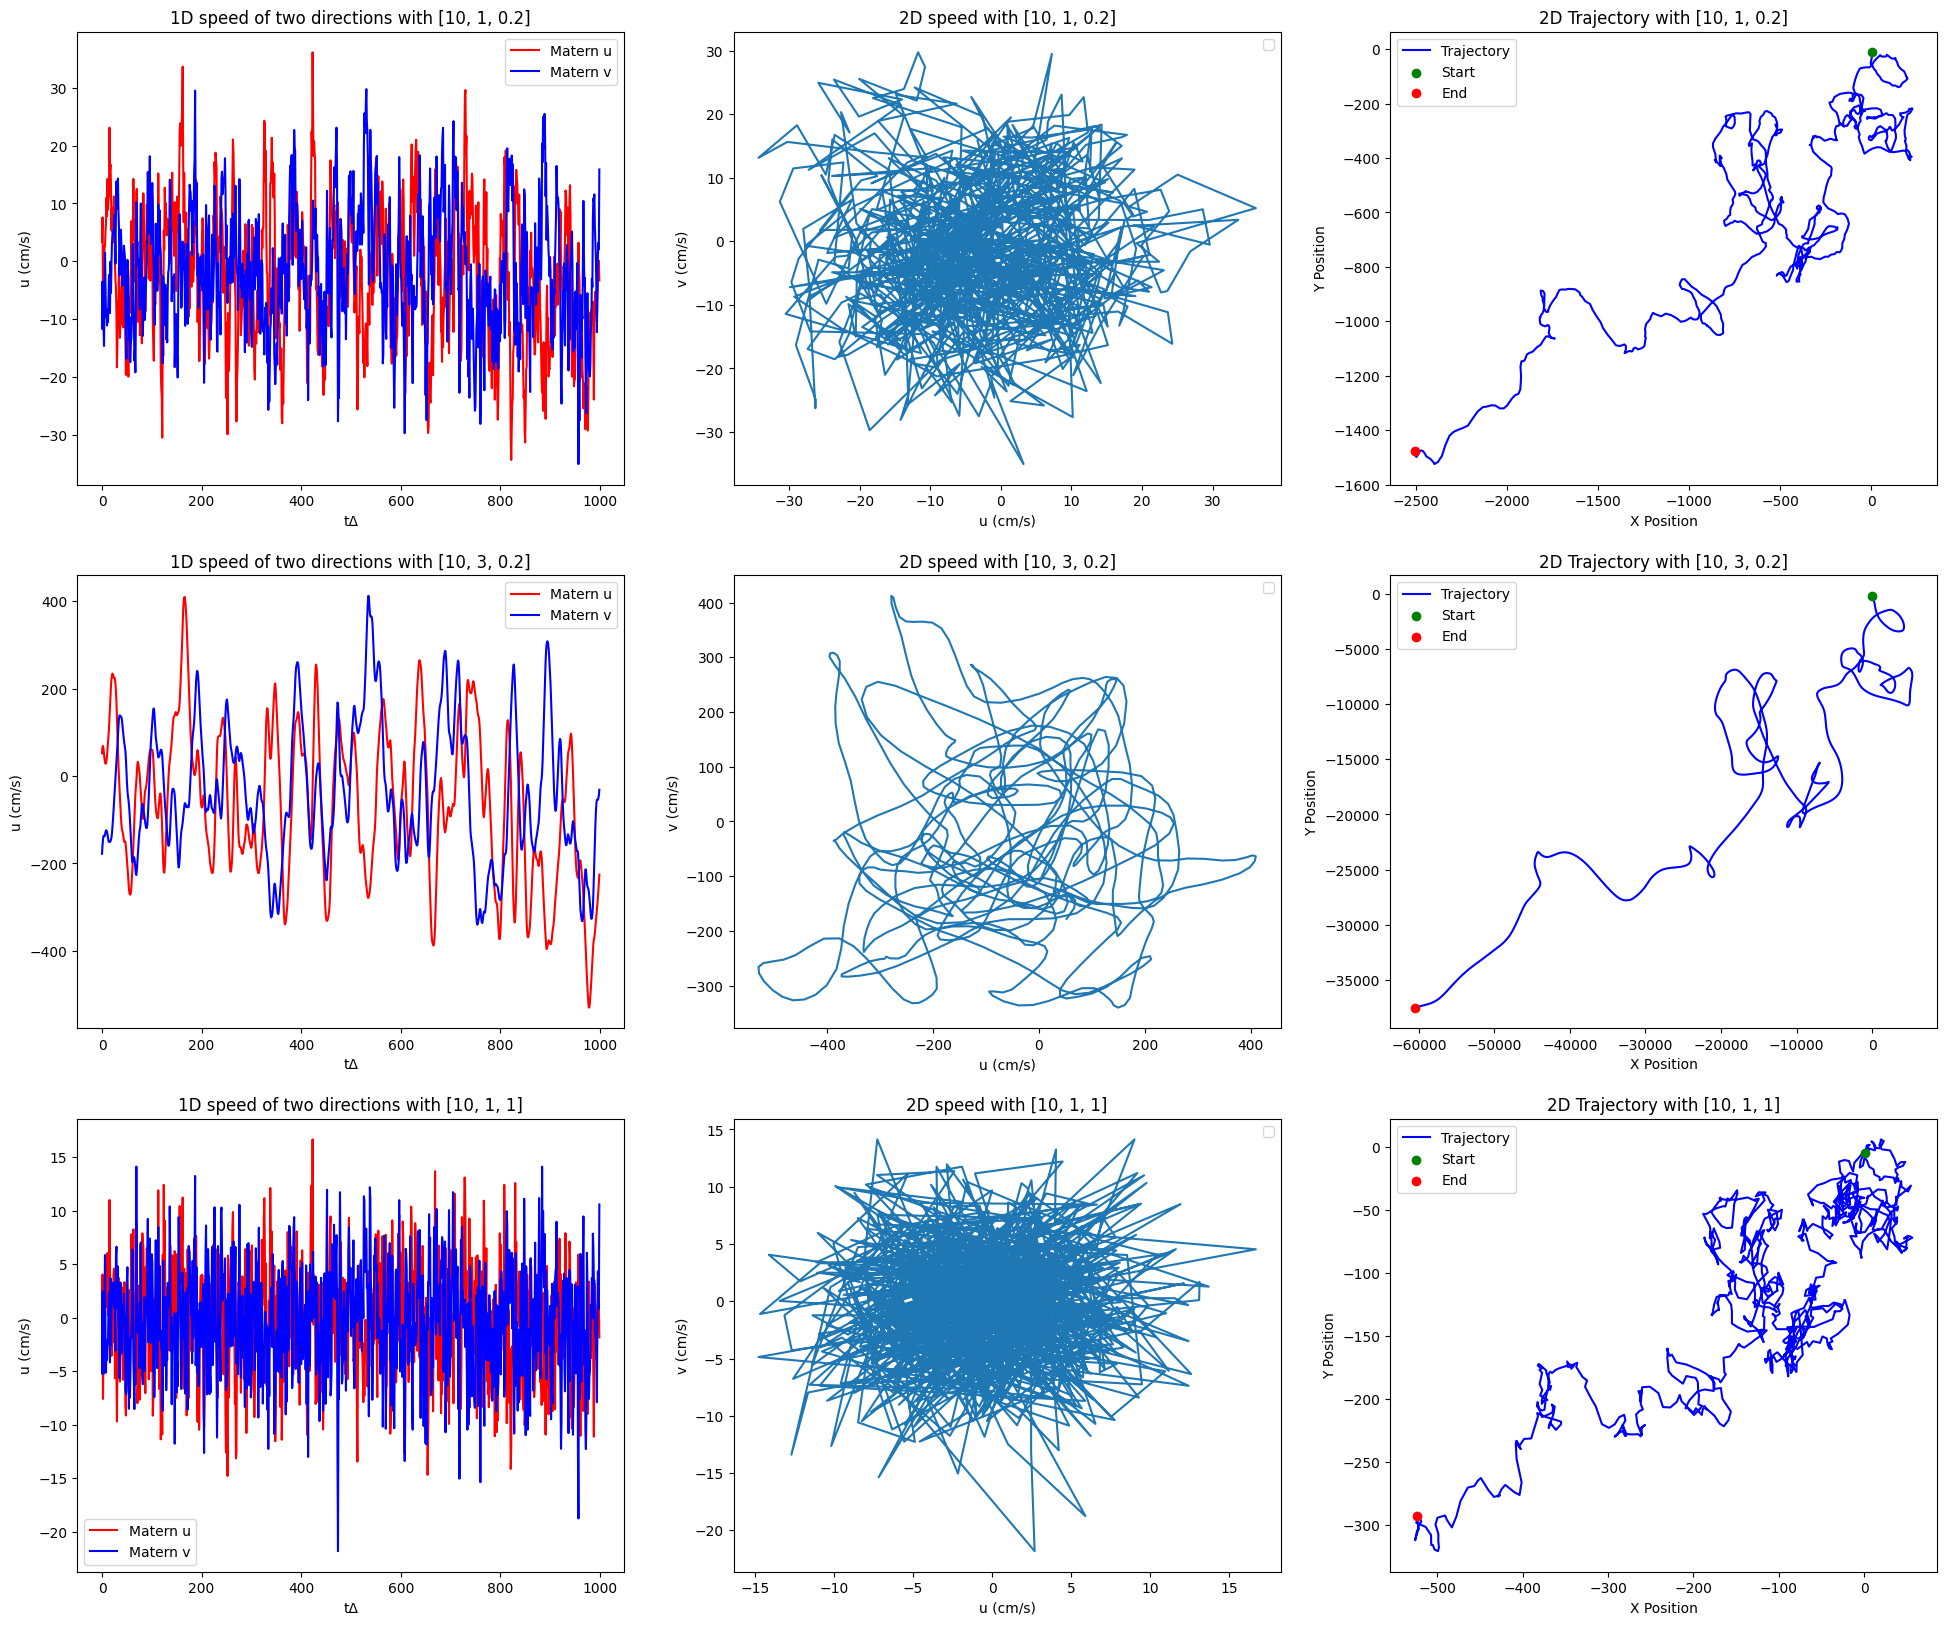 1D speed of two directions with [10, 1, 0.2]
Matern u
Matern v
30
20
10
0
−10
−20
−30
u (cm/s)
0
200
400
600
800
1000
tΔ
2D speed with [10, 1, 0.2]
30
20
10
0
−10
−20
−30
v (cm/s)
−30
−20
−10
0
10
20
30
u (cm/s)
2D Trajectory with [10, 1, 0.2]
Trajectory
Start
End
0
−200
−400
−600
−800
−1000
−1200
−1400
−1600
Y Position
−2500
−2000
−1500
−1000
−500
0
X Position
1D speed of two directions with [10, 3, 0.2]
Matern u
Matern v
400
200
0
−200
−400
u (cm/s)
0
200
400
600
800
1000
tΔ
2D speed with [10, 3, 0.2]
400
300
200
100
0
−100
−200
−300
v (cm/s)
−400
−200
0
200
400
u (cm/s)
2D Trajectory with [10, 3, 0.2]
Trajectory
Start
End
0
−5000
−10000
−15000
−20000
−25000
−30000
−35000
Y Position
−60000
−50000
−40000
−30000
−20000
−10000
0
X Position
1D speed of two directions with [10, 1, 1]
Matern u
Matern v
15
10
5
0
−5
−10
−15
−20
u (cm/s)
0
200
400
600
800
1000
tΔ
2D speed with [10, 1, 1]
15
10
5
0
−5
−10
−15
−20
v (cm/s)
−15
−10
−5
0
5
10
15
u (cm/s)
2D Trajectory with [10, 1, 1]
Trajectory
Start
End
0
−50
−100
−150
−200
−250
−300
Y Position
−500
−400
−300
−200
−100
0
X Position